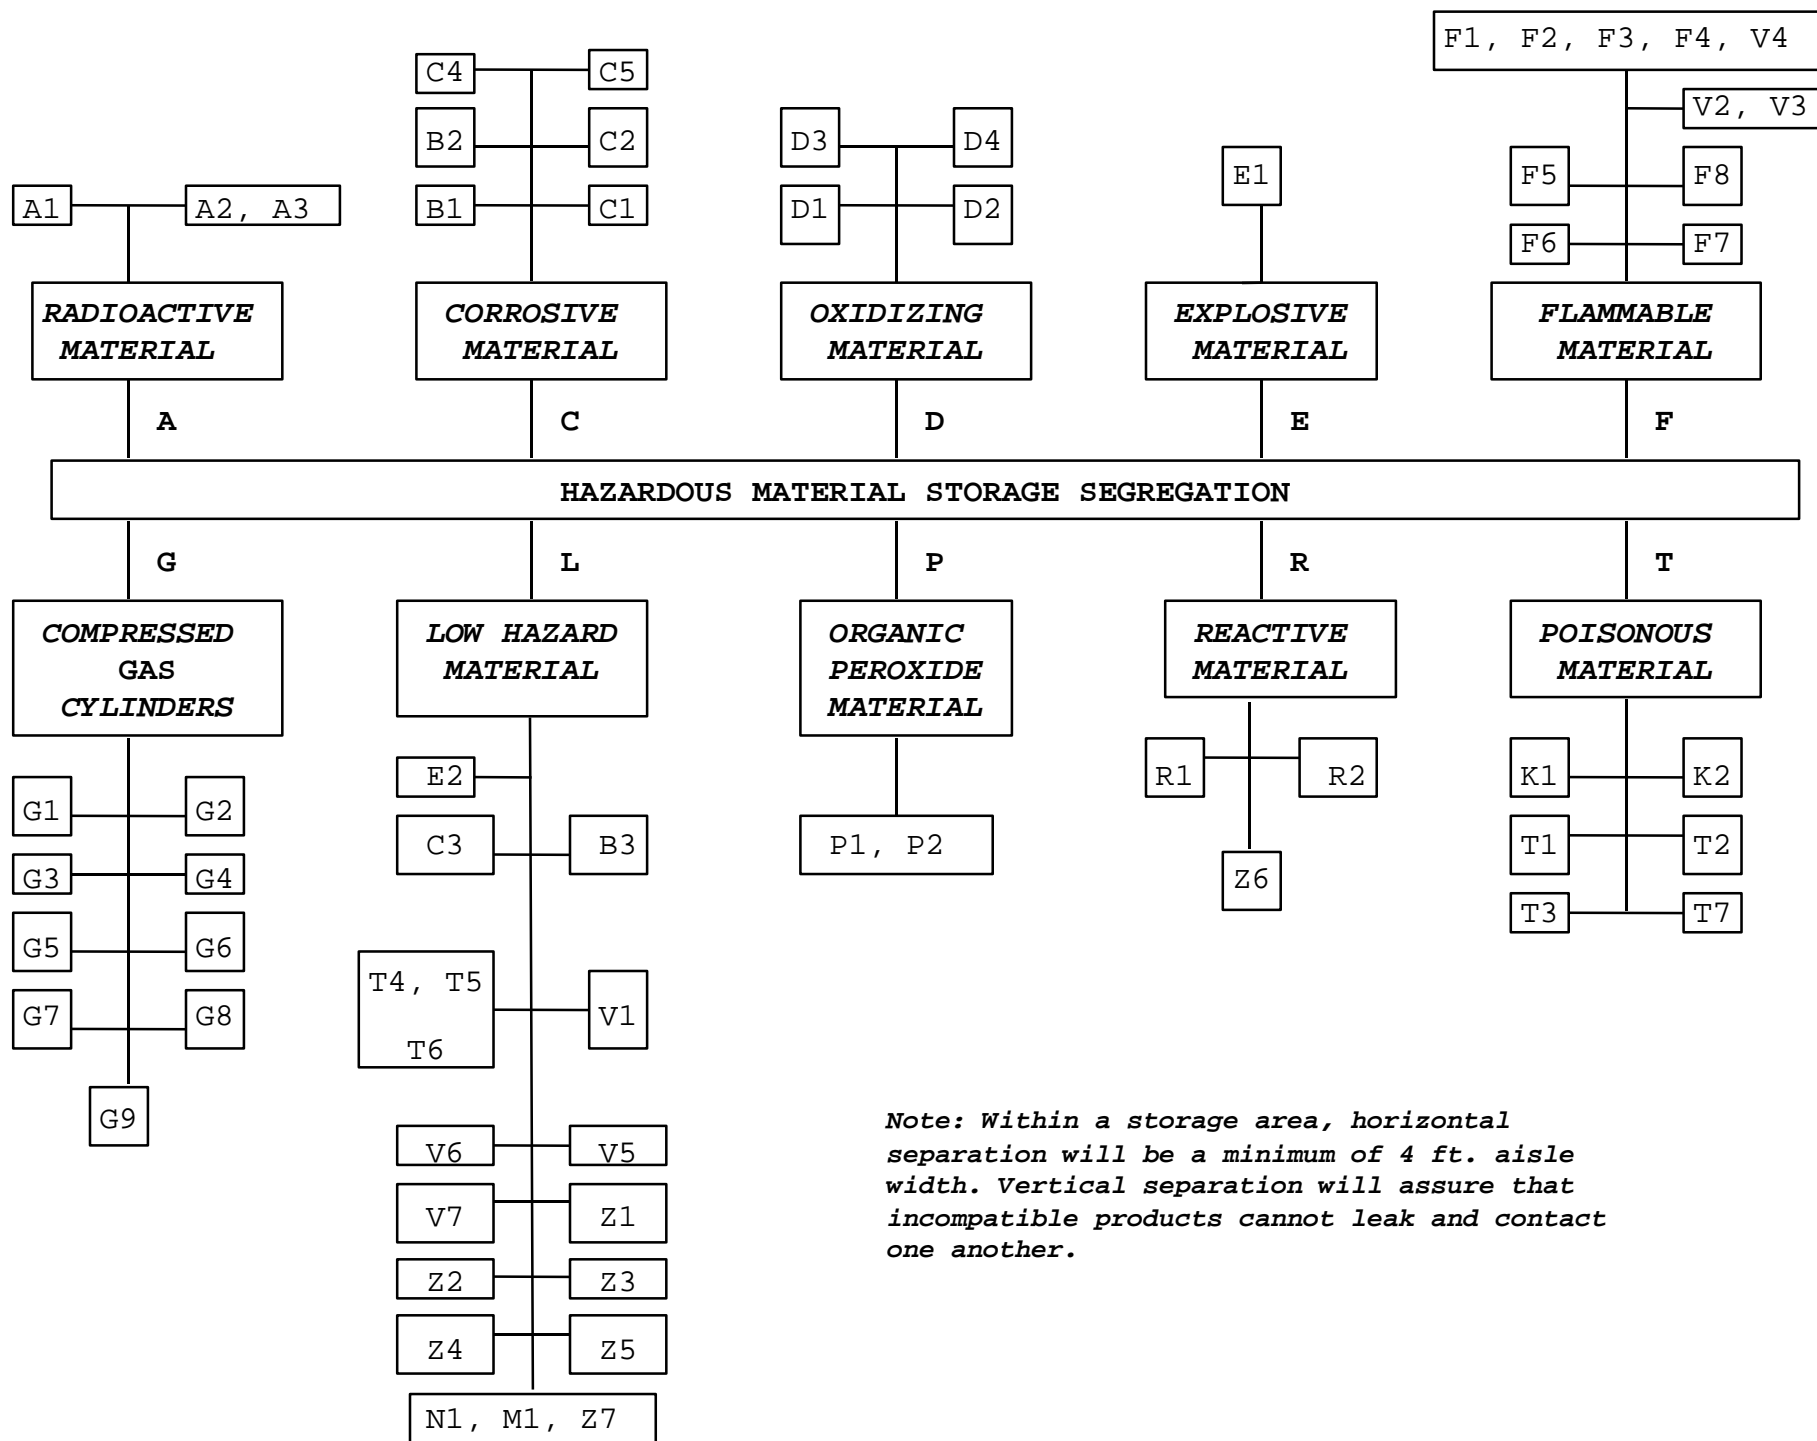 F1, F2, F3, F4, V4
C4
C5
V2, V3
B2
C2
D3
D4
E1
F5
F8
A1
A2, A3
B1
C1
D1
D2
F6
F7
RADIOACTIVE
MATERIAL
CORROSIVE
MATERIAL
OXIDIZING
MATERIAL
EXPLOSIVE
MATERIAL
FLAMMABLE
MATERIAL
A
C
D
E
F
HAZARDOUS MATERIAL STORAGE SEGREGATION
G
L
P
R
T
COMPRESSED
GAS
CYLINDERS
LOW HAZARD
MATERIAL
ORGANIC
PEROXIDE
MATERIAL
REACTIVE
MATERIAL
POISONOUS
MATERIAL
G1
G2
G3
G4
G5
G6
G7
G8
G9
E2
C3
B3
T4, T5
T6
V1
V6
V5
V7
Z1
Z2
Z3
Z4
Z5
N1, M1, Z7
P1, P2
R1
R2
Z6
K1
K2
T1
T2
T3
T7
Note: Within a storage area, horizontal
separation will be a minimum of 4 ft. aisle
width. Vertical separation will assure that
incompatible products cannot leak and contact
one another.